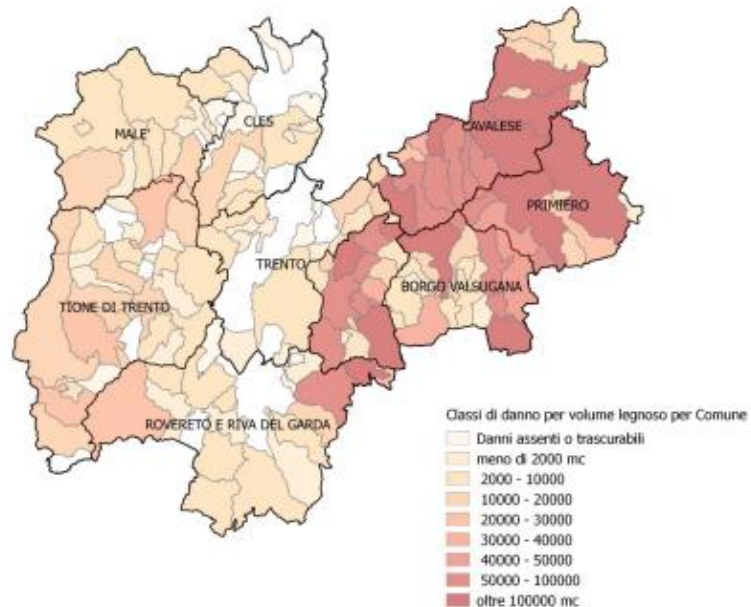 MALE'
CLES
CAVALESE
PRIMIERO
TRENTO
BORGO VALSUGANA
TIONE DI TRENTO
ROVERETO E RIVA DEL GARDA
Classi di danno per volume legnoso per Comune
Danni assenti o trascurabili
meno di 2000 mc
2000 - 10000
10000 - 20000
20000 - 30000
30000 - 40000
40000 - 50000
50000 - 100000
oltre 100000 mc